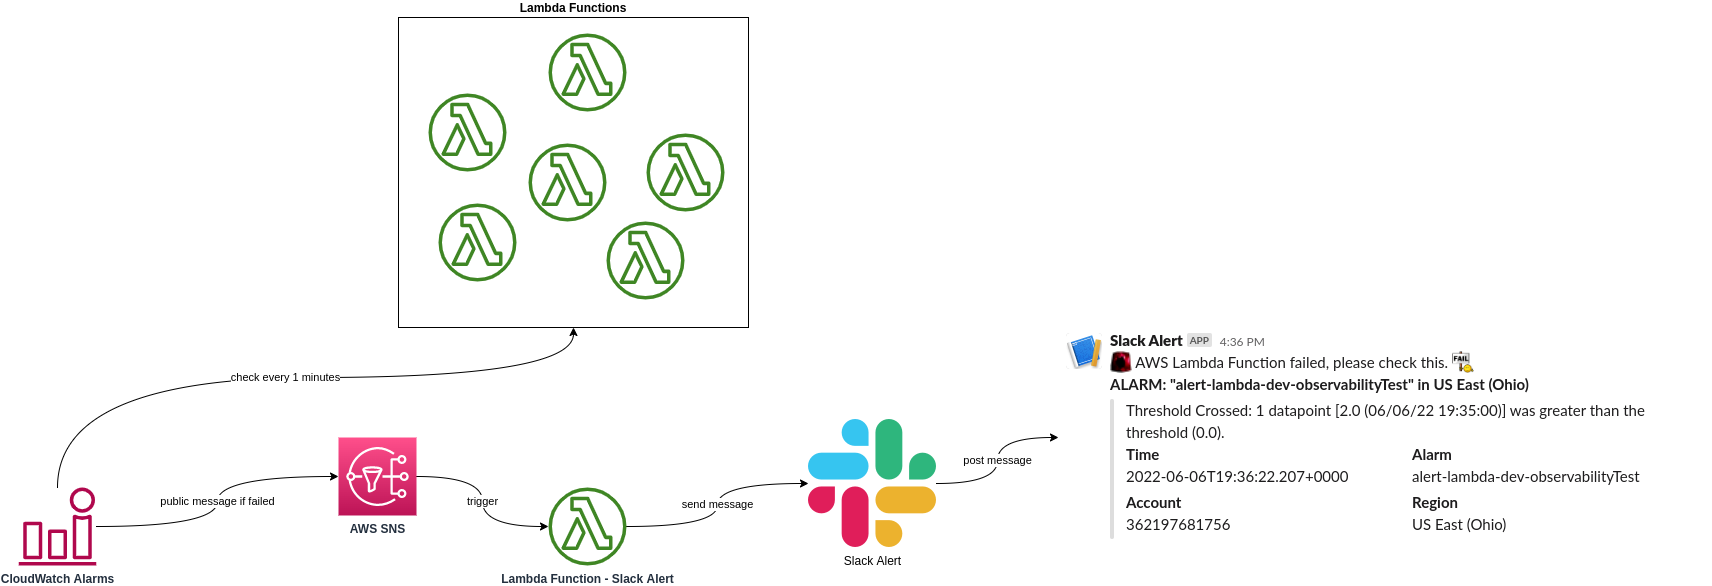 Lambda Functions
check every 1 minutes
public message if failed
AWS SNS
trigrer
Lambda Function - Slack Alert
send message
Slack Alert
post message
CloudWatch Alarms
Slack Alert APP 4:36 PM
AWS Lambda Function failed, please check this. FAIL
ALARM: "alert-lambda-dev-observabilityTest" in US East (Ohio)
Threshold Crossed: 1 datapoint [2.0 (06/06/22 19:35:00)] was greater than the
threshold (0.0).
Time Alarm
2022-06-06T19:36:22.207+0000 alert-lambda-dev-observabilityTest
Account Region
362197681756 US East (Ohio)